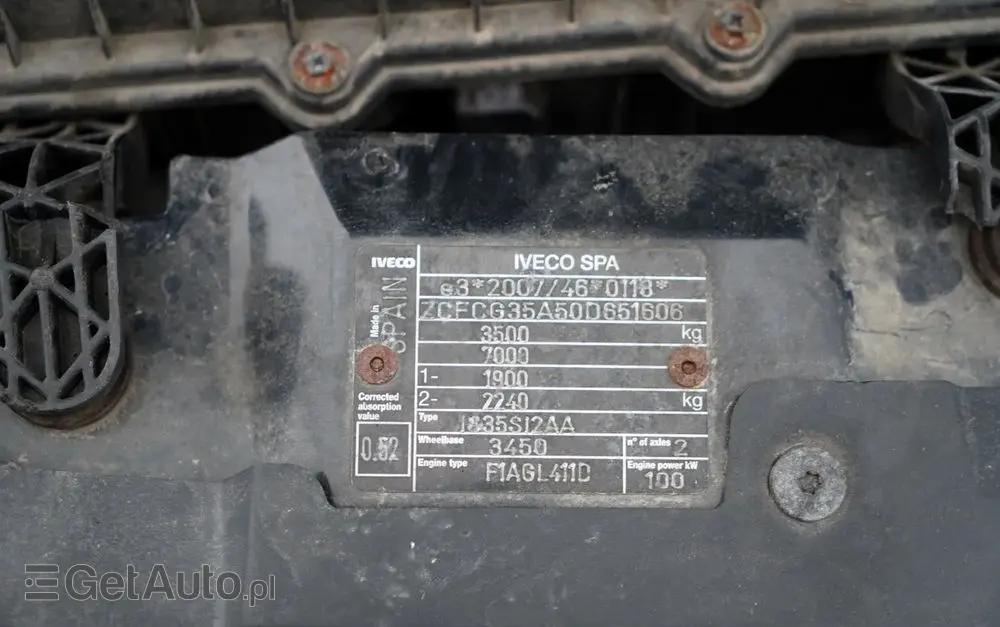 IVECO
IVECO SPA
Made in
SPAIN
e3*2007/46*0118*
ZCFCG35A50D651606
3500 kg
7000
1- 1900
2- 2240 kg
Corrected
absorption
value
0.52
Type J835SJ2AA
Wheelbase 3450
n° of axles 2
Engine type F1AGL411D
Engine power kW
100
GetAuto.pl